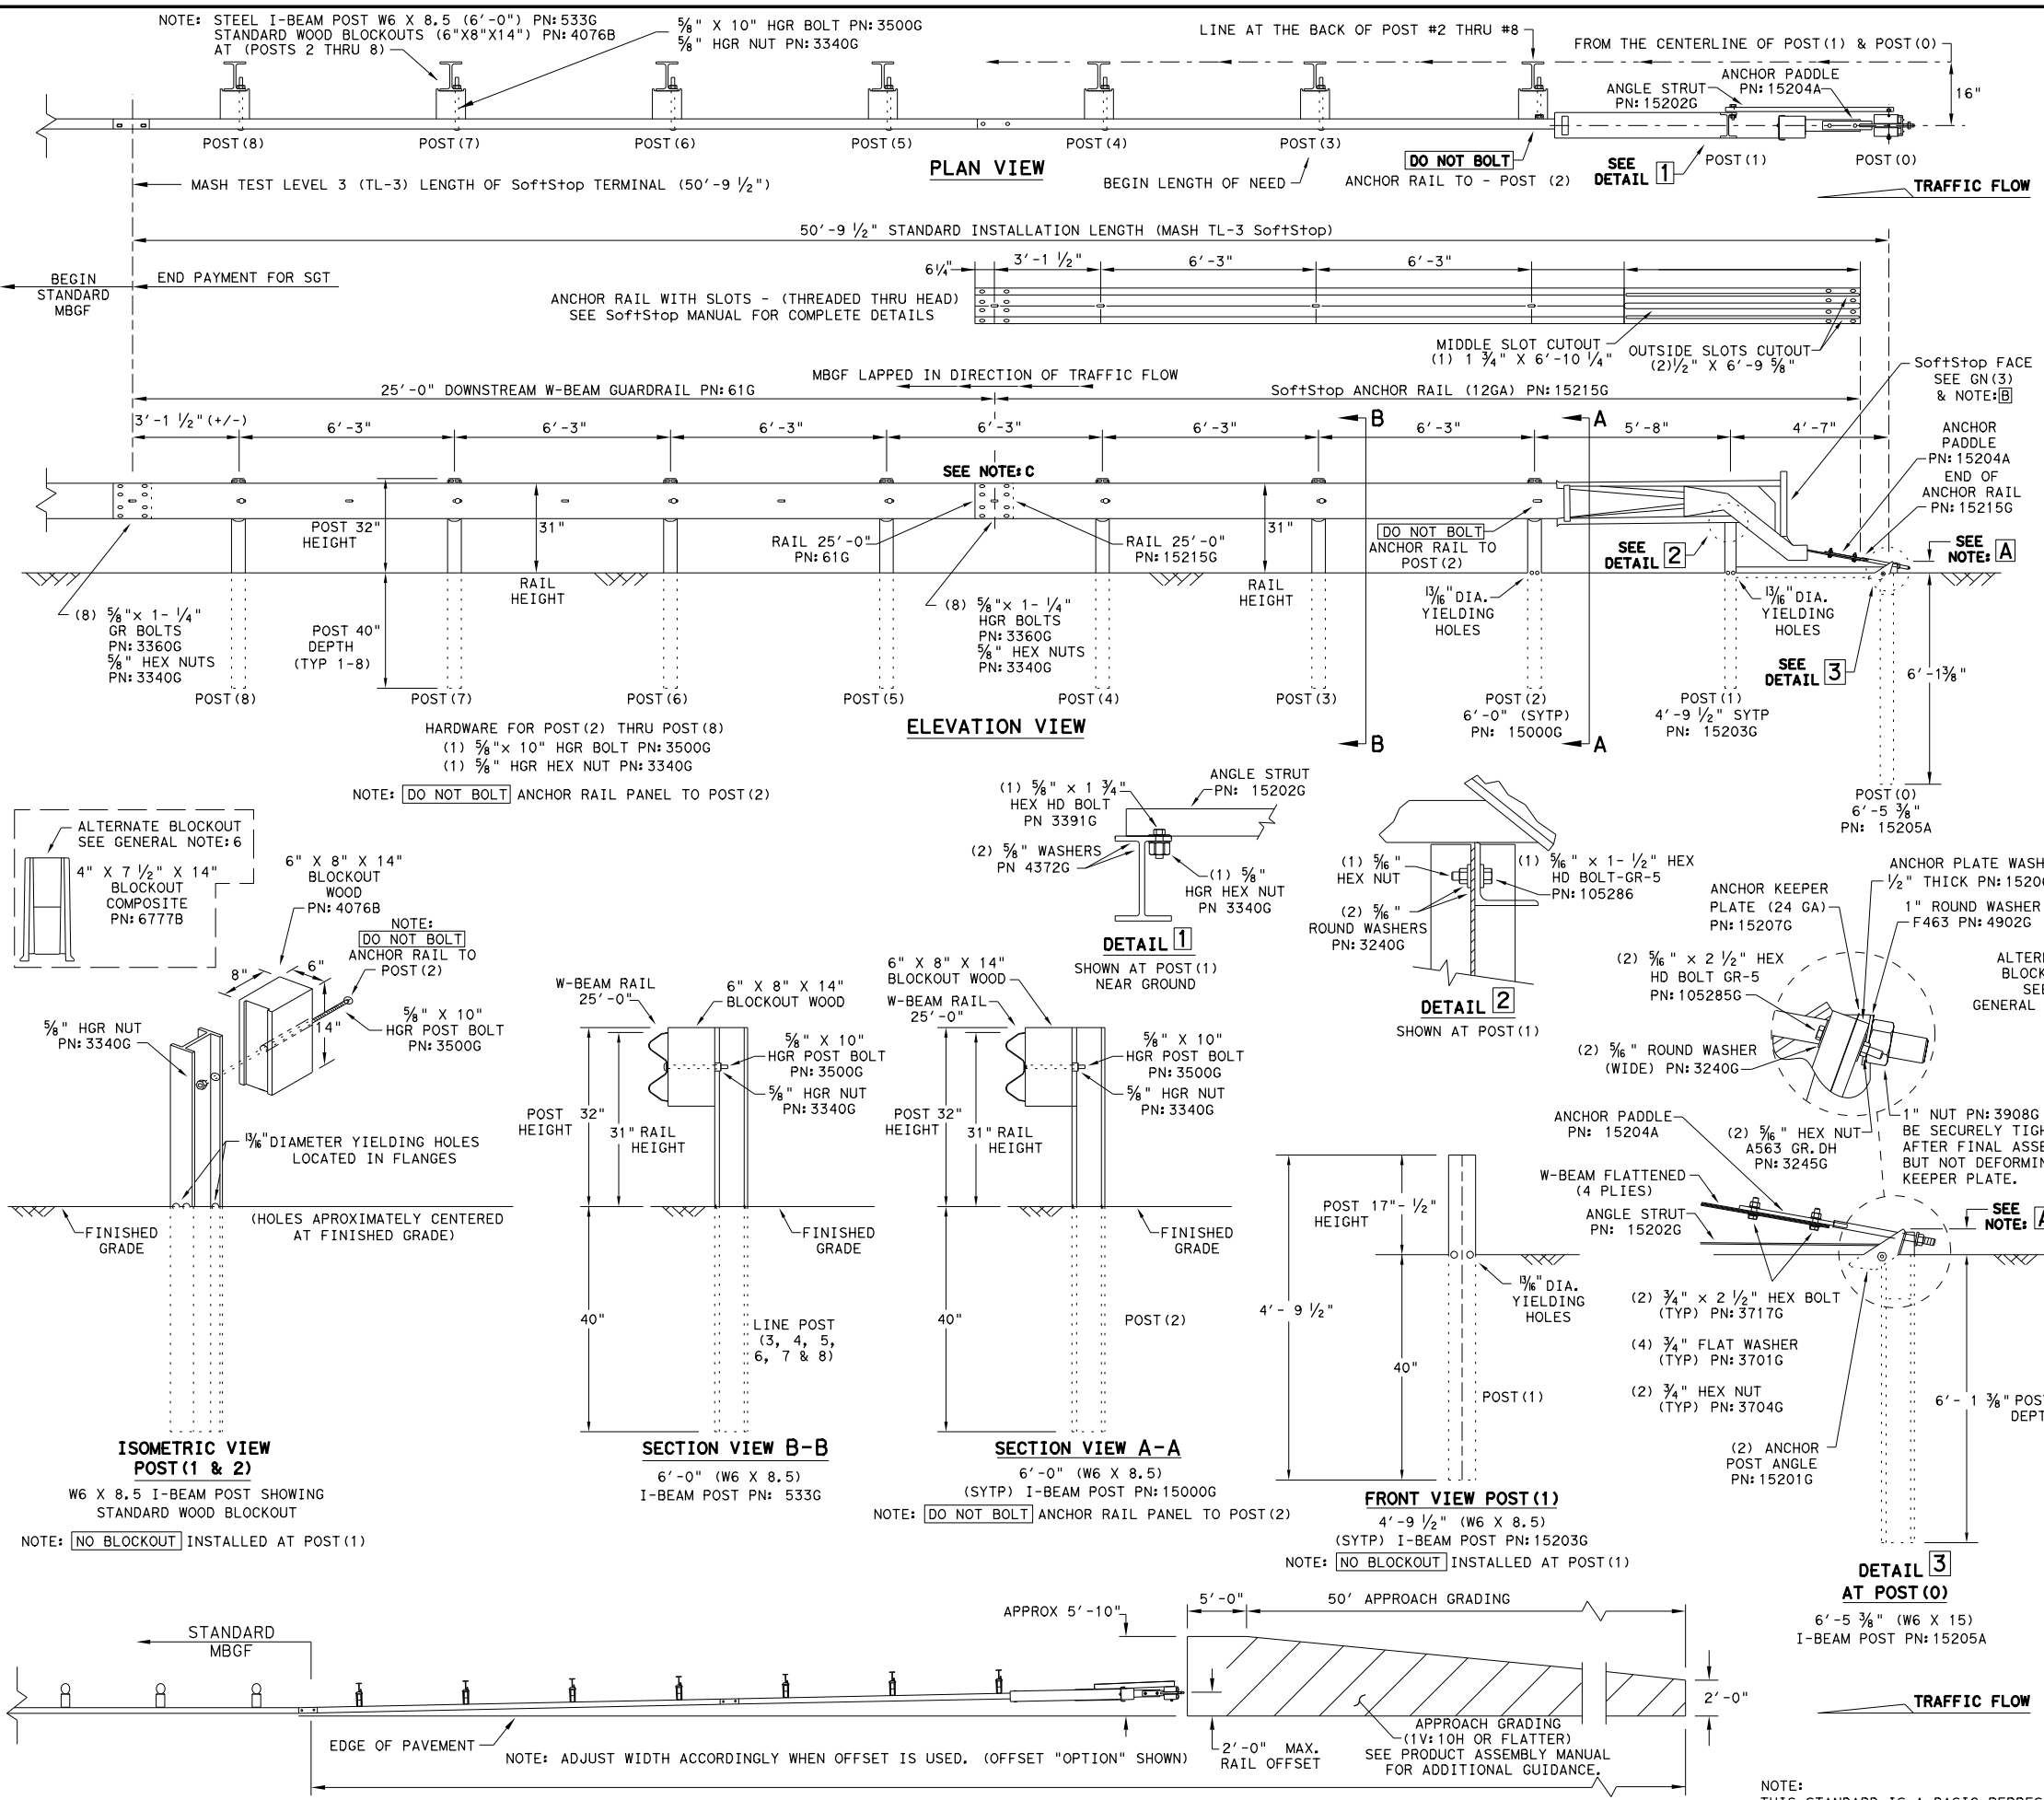 NOTE: STEEL I-BEAM POST W6 X 8.5 (6'-0") PN:533G
STANDARD WOOD BLOCKOUTS (6"X8"X14") PN:4076B
AT (POSTS 2 THRU 8)
5/8" X 10" HGR BOLT PN:3500G
5/8" HGR NUT PN:3340G
LINE AT THE BACK OF POST #2 THRU #8
FROM THE CENTERLINE OF POST(1) & POST(0)
ANCHOR PADDLE
PN:15204A
ANGLE STRUT
PN:15202G
16"
POST(8)
POST(7)
POST(6)
POST(5)
POST(4)
POST(3)
POST(1)
POST(0)
PLAN VIEW
DO NOT BOLT
ANCHOR RAIL TO - POST (2)
SEE
DETAIL 1
BEGIN LENGTH OF NEED
MASH TEST LEVEL 3 (TL-3) LENGTH OF SoftStop TERMINAL (50'-9 1/2")
TRAFFIC FLOW
50'-9 1/2" STANDARD INSTALLATION LENGTH (MASH TL-3 SoftStop)
BEGIN
STANDARD
MBGF
END PAYMENT FOR SGT
6 1/4"
3'-1 1/2"
6'-3"
6'-3"
ANCHOR RAIL WITH SLOTS - (THREADED THRU HEAD)
SEE SoftStop MANUAL FOR COMPLETE DETAILS
MIDDLE SLOT CUTOUT
(1) 1 3/4" X 6'-10 1/4"
OUTSIDE SLOTS CUTOUT
(2)1/2" X 6'-9 5/8"
MBGF LAPPED IN DIRECTION OF TRAFFIC FLOW
25'-0" DOWNSTREAM W-BEAM GUARDRAIL PN:61G
SoftStop ANCHOR RAIL (12GA) PN:15215G
SoftStop FACE
SEE GN(3)
& NOTE:B
3'-1 1/2"(+/-)
6'-3"
6'-3"
6'-3"
6'-3"
6'-3"
6'-3"
5'-8"
4'-7"
B
A
ANCHOR
PADDLE
PN:15204A
END OF
ANCHOR RAIL
PN:15215G
SEE NOTE:C
POST 32"
HEIGHT
31"
RAIL
HEIGHT
RAIL 25'-0"
PN:61G
RAIL 25'-0"
PN:15215G
31"
RAIL
HEIGHT
DO NOT BOLT
ANCHOR RAIL TO
POST(2)
SEE
DETAIL 2
SEE
NOTE: A
(8) 5/8"x 1- 1/4"
GR BOLTS
PN:3360G
5/8" HEX NUTS
PN:3340G
POST 40"
DEPTH
(TYP 1-8)
(8) 5/8"x 1- 1/4"
HGR BOLTS
PN:3360G
5/8" HEX NUTS
PN:3340G
13/16"DIA.
YIELDING
HOLES
13/16"DIA.
YIELDING
HOLES
SEE
DETAIL 3
6'-1 3/8"
POST(8)
POST(7)
POST(6)
POST(5)
POST(4)
POST(3)
POST(2)
6'-0" (SYTP)
PN: 15000G
POST(1)
4'-9 1/2" SYTP
PN: 15203G
HARDWARE FOR POST(2) THRU POST(8)
(1) 5/8"x 10" HGR BOLT PN:3500G
(1) 5/8" HGR HEX NUT PN:3340G
ELEVATION VIEW
B
A
NOTE: DO NOT BOLT ANCHOR RAIL PANEL TO POST(2)
POST(0)
6'-5 3/8"
PN: 15205A
ALTERNATE BLOCKOUT
SEE GENERAL NOTE:6
4" X 7 1/2" X 14"
BLOCKOUT
COMPOSITE
PN:6777B
6" X 8" X 14"
BLOCKOUT
WOOD
PN:4076B
NOTE:
DO NOT BOLT
ANCHOR RAIL TO
POST(2)
8"
6"
14"
5/8" X 10"
HGR POST BOLT
PN:3500G
5/8" HGR NUT
PN:3340G
13/16"DIAMETER YIELDING HOLES
LOCATED IN FLANGES
FINISHED
GRADE
(HOLES APROXIMATELY CENTERED
AT FINISHED GRADE)
ISOMETRIC VIEW
POST(1 & 2)
W6 X 8.5 I-BEAM POST SHOWING
STANDARD WOOD BLOCKOUT
NOTE: NO BLOCKOUT INSTALLED AT POST(1)
(1) 5/8" x 1 3/4"
HEX HD BOLT
PN 3391G
ANGLE STRUT
PN: 15202G
(2) 5/8" WASHERS
PN 4372G
(1) 5/8"
HGR HEX NUT
PN 3340G
DETAIL 1
SHOWN AT POST(1)
NEAR GROUND
(1) 5/16"
HEX NUT
(1) 5/16" x 1- 1/2" HEX
HD BOLT-GR-5
PN:105286
(2) 5/16"
ROUND WASHERS
PN:3240G
DETAIL 2
SHOWN AT POST(1)
ANCHOR PLATE WASH
1/2" THICK PN:1520
ANCHOR KEEPER
PLATE (24 GA)
PN:15207G
1" ROUND WASHER
F463 PN:4902G
(2) 5/16" x 2 1/2" HEX
HD BOLT GR-5
PN:105285G
ALTER
BLOCK
SEE
GENERAL
(2) 5/16" ROUND WASHER
(WIDE) PN:3240G
1" NUT PN:3908G
BE SECURELY TIGH
AFTER FINAL ASSE
BUT NOT DEFORMIN
KEEPER PLATE.
W-BEAM RAIL
25'-0"
6" X 8" X 14"
BLOCKOUT WOOD
5/8" X 10"
HGR POST BOLT
PN:3500G
5/8" HGR NUT
PN:3340G
POST 32"
HEIGHT
31"RAIL
HEIGHT
FINISHED
GRADE
40"
LINE POST
(3, 4, 5,
6, 7 & 8)
SECTION VIEW B-B
6'-0" (W6 X 8.5)
I-BEAM POST PN: 533G
6" X 8" X 14"
BLOCKOUT WOOD
W-BEAM RAIL
25'-0"
5/8" X 10"
HGR POST BOLT
PN:3500G
5/8" HGR NUT
PN:3340G
POST 32"
HEIGHT
31"RAIL
HEIGHT
FINISHED
GRADE
40"
POST(2)
SECTION VIEW A-A
6'-0" (W6 X 8.5)
(SYTP) I-BEAM POST PN:15000G
NOTE: DO NOT BOLT ANCHOR RAIL PANEL TO POST(2)
POST 17"- 1/2"
HEIGHT
4'- 9 1/2"
13/16"DIA.
YIELDING
HOLES
40"
POST(1)
FRONT VIEW POST(1)
4'-9 1/2" (W6 X 8.5)
(SYTP) I-BEAM POST PN:15203G
NOTE: NO BLOCKOUT INSTALLED AT POST(1)
ANCHOR PADDLE
PN: 15204A
(2) 5/16" HEX NUT
A563 GR.DH
PN:3245G
W-BEAM FLATTENED
(4 PLIES)
ANGLE STRUT
PN: 15202G
SEE
NOTE: A
(2) 3/4" x 2 1/2" HEX BOLT
(TYP) PN:3717G
(4) 3/4" FLAT WASHER
(TYP) PN:3701G
(2) 3/4" HEX NUT
(TYP) PN:3704G
6'- 1 3/8" POS
DEPT
(2) ANCHOR
POST ANGLE
PN:15201G
DETAIL 3
AT POST(0)
6'-5 3/8" (W6 X 15)
I-BEAM POST PN:15205A
STANDARD
MBGF
APPROX 5'-10"
5'-0"
50' APPROACH GRADING
2'-0"
TRAFFIC FLOW
EDGE OF PAVEMENT
NOTE: ADJUST WIDTH ACCORDINGLY WHEN OFFSET IS USED. (OFFSET "OPTION" SHOWN)
2'-0" MAX.
RAIL OFFSET
APPROACH GRADING
(1V:10H OR FLATTER)
SEE PRODUCT ASSEMBLY MANUAL
FOR ADDITIONAL GUIDANCE.
NOTE: